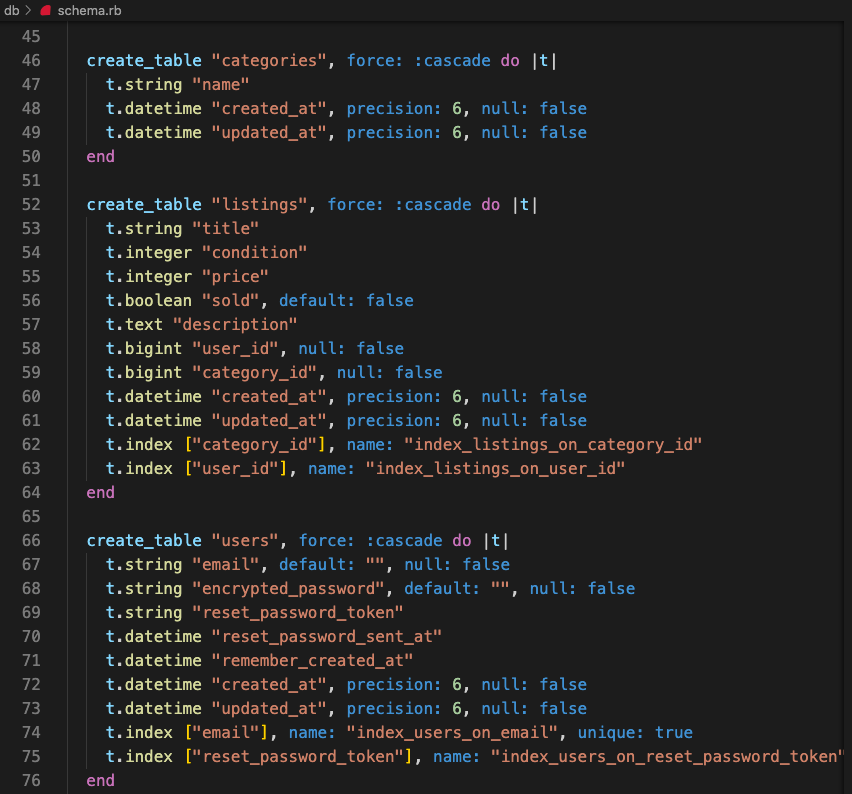 db > schema.rb
45
46 create_table "categories", force: :cascade do |t|
47 t.string "name"
48 t.datetime "created_at", precision: 6, null: false
49 t.datetime "updated_at", precision: 6, null: false
50 end
51
52 create_table "listings", force: :cascade do |t|
53 t.string "title"
54 t.integer "condition"
55 t.integer "price"
56 t.boolean "sold", default: false
57 t.text "description"
58 t.bigint "user_id", null: false
59 t.bigint "category_id", null: false
60 t.datetime "created_at", precision: 6, null: false
61 t.datetime "updated_at", precision: 6, null: false
62 t.index ["category_id"], name: "index_listings_on_category_id"
63 t.index ["user_id"], name: "index_listings_on_user_id"
64 end
65
66 create_table "users", force: :cascade do |t|
67 t.string "email", default: "", null: false
68 t.string "encrypted_password", default: "", null: false
69 t.string "reset_password_token"
70 t.datetime "reset_password_sent_at"
71 t.datetime "remember_created_at"
72 t.datetime "created_at", precision: 6, null: false
73 t.datetime "updated_at", precision: 6, null: false
74 t.index ["email"], name: "index_users_on_email", unique: true
75 t.index ["reset_password_token"], name: "index_users_on_reset_password_token"
76 end